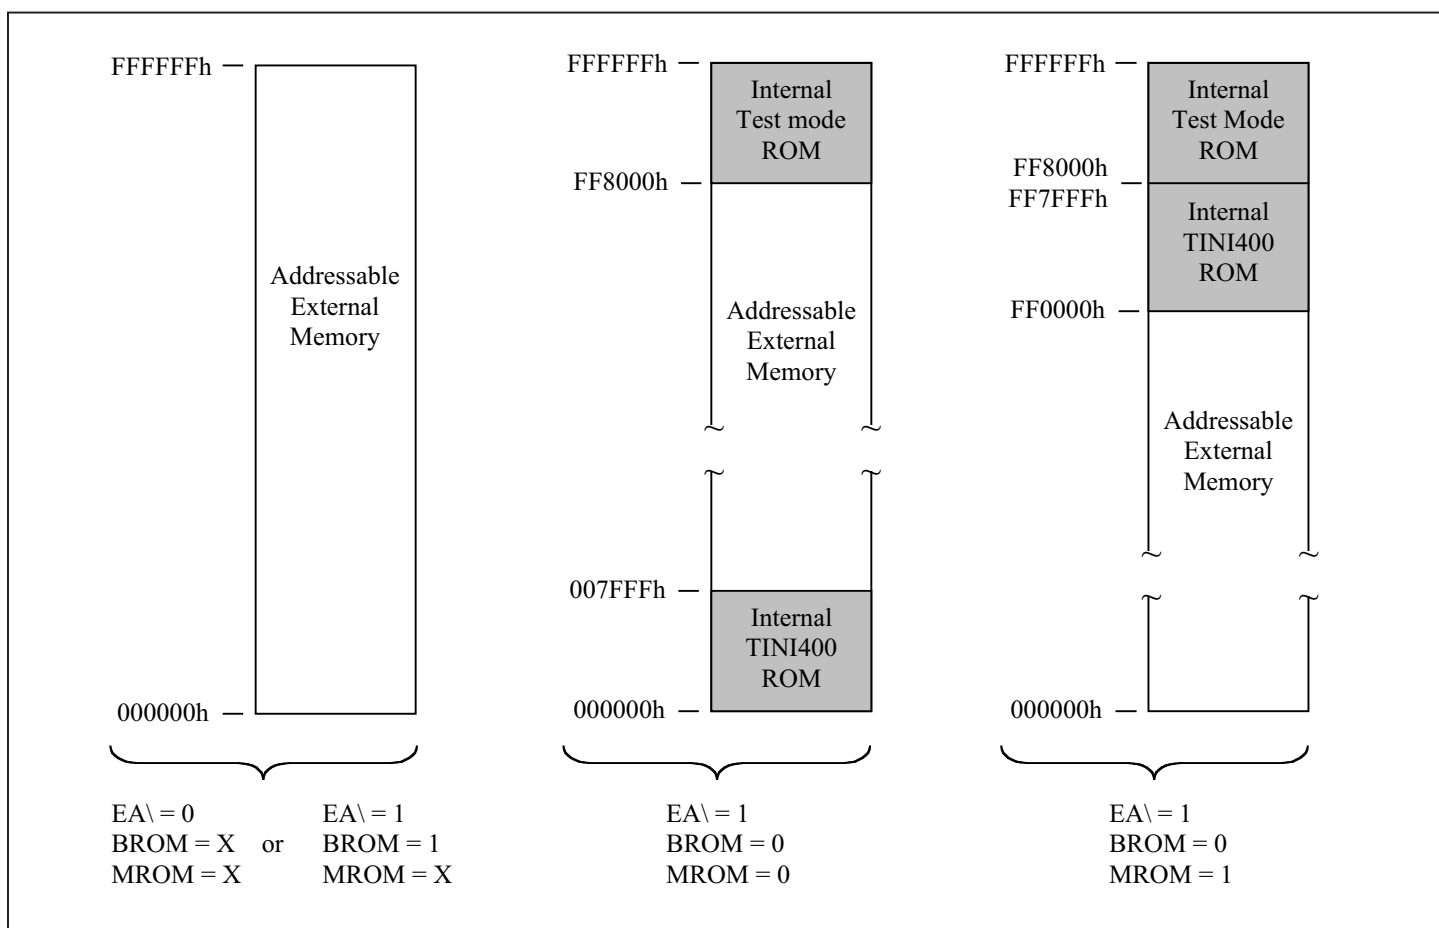 FFFFFFh
Addressable
External
Memory
000000h
EA\ = 0
BROM = X or
MROM = X
EA\ = 1
BROM = 1
MROM = X
FFFFFFh
Internal
Test mode
ROM
FF8000h
Addressable
External
Memory
007FFFh
Internal
TINI400
ROM
000000h
EA\ = 1
BROM = 0
MROM = 0
FFFFFFh
Internal
Test Mode
ROM
FF8000h
FF7FFFh
Internal
TINI400
ROM
FF0000h
Addressable
External
Memory
000000h
EA\ = 1
BROM = 0
MROM = 1